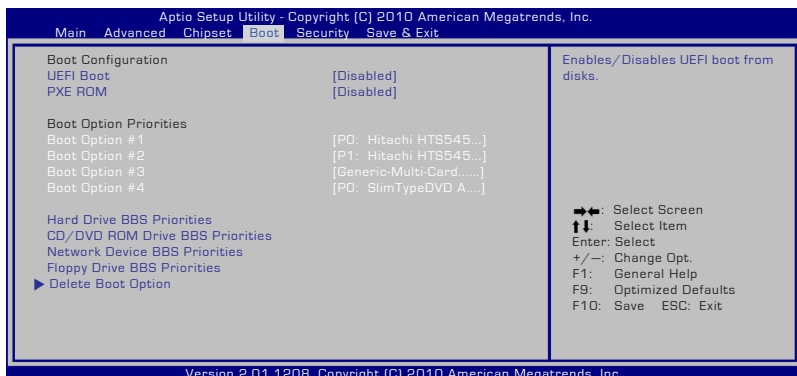 Aptio Setup Utility - Copyright (C) 2010 American Megatrends, Inc.
Main Advanced Chipset Boot Security Save & Exit
Boot Configuration
UEFI Boot [Disabled]
PXE ROM [Disabled]
Boot Option Priorities
Boot Option #1 [P0: Hitachi HTS545...]
Boot Option #2 [P1: Hitachi HTS545...]
Boot Option #3 [Generic-Multi-Card......]
Boot Option #4 [P0: SlimTypeDVD A....]
Hard Drive BBS Priorities
CD/DVD ROM Drive BBS Priorities
Network Device BBS Priorities
Floppy Drive BBS Priorities
Delete Boot Option
Enables/Disables UEFI boot from
disks.
→←: Select Screen
↑↓: Select Item
Enter: Select
+/—: Change Opt.
F1: General Help
F9: Optimized Defaults
F10: Save ESC: Exit
Version 2.01.1208. Copyright (C) 2010 American Megatrends, Inc.